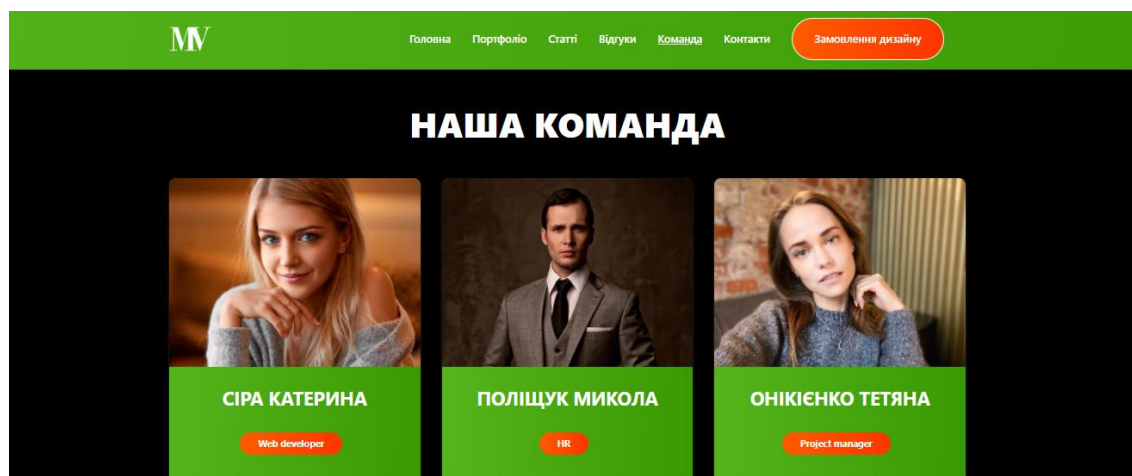 MV
Головна Портфоліо Статті Відгуки Команда Контакти Замовлення дизайну
НАША КОМАНДА
СІРА КАТЕРИНА ПОЛІЩУК МИКОЛА ОНІКІЄНКО ТЕТЯНА
Web developer HR Project manager